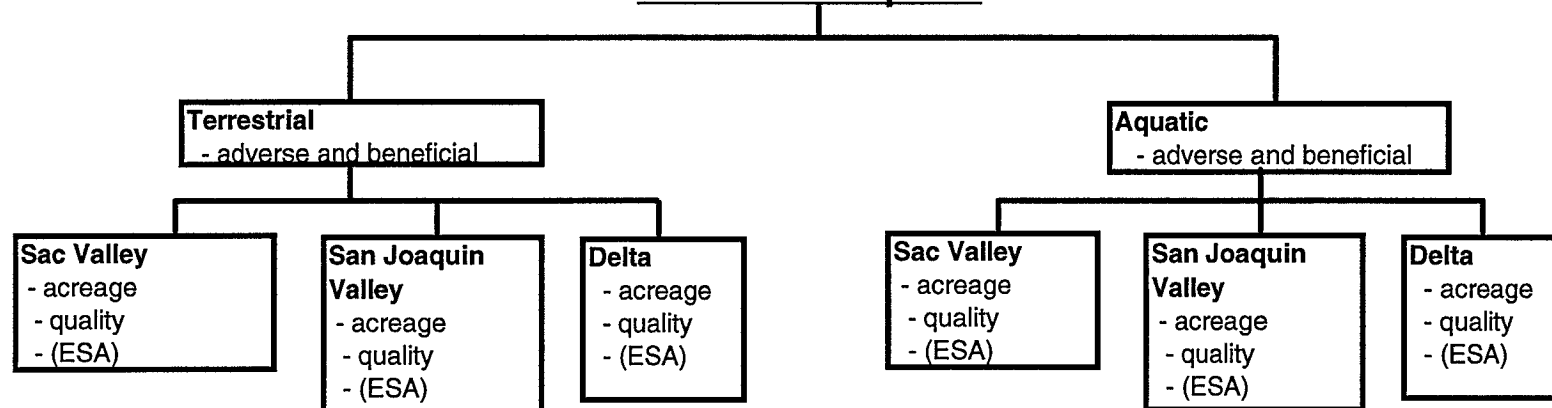 Terrestrial
- adverse and beneficial
Sac Valley
- acreage
- quality
- (ESA)
San Joaquin
Valley
- acreage
- quality
- (ESA)
Delta
- acreage
- quality
- (ESA)
Aquatic
- adverse and beneficial
Sac Valley
- acreage
- quality
- (ESA)
San Joaquin
Valley
- acreage
- quality
- (ESA)
Delta
- acreage
- quality
- (ESA)